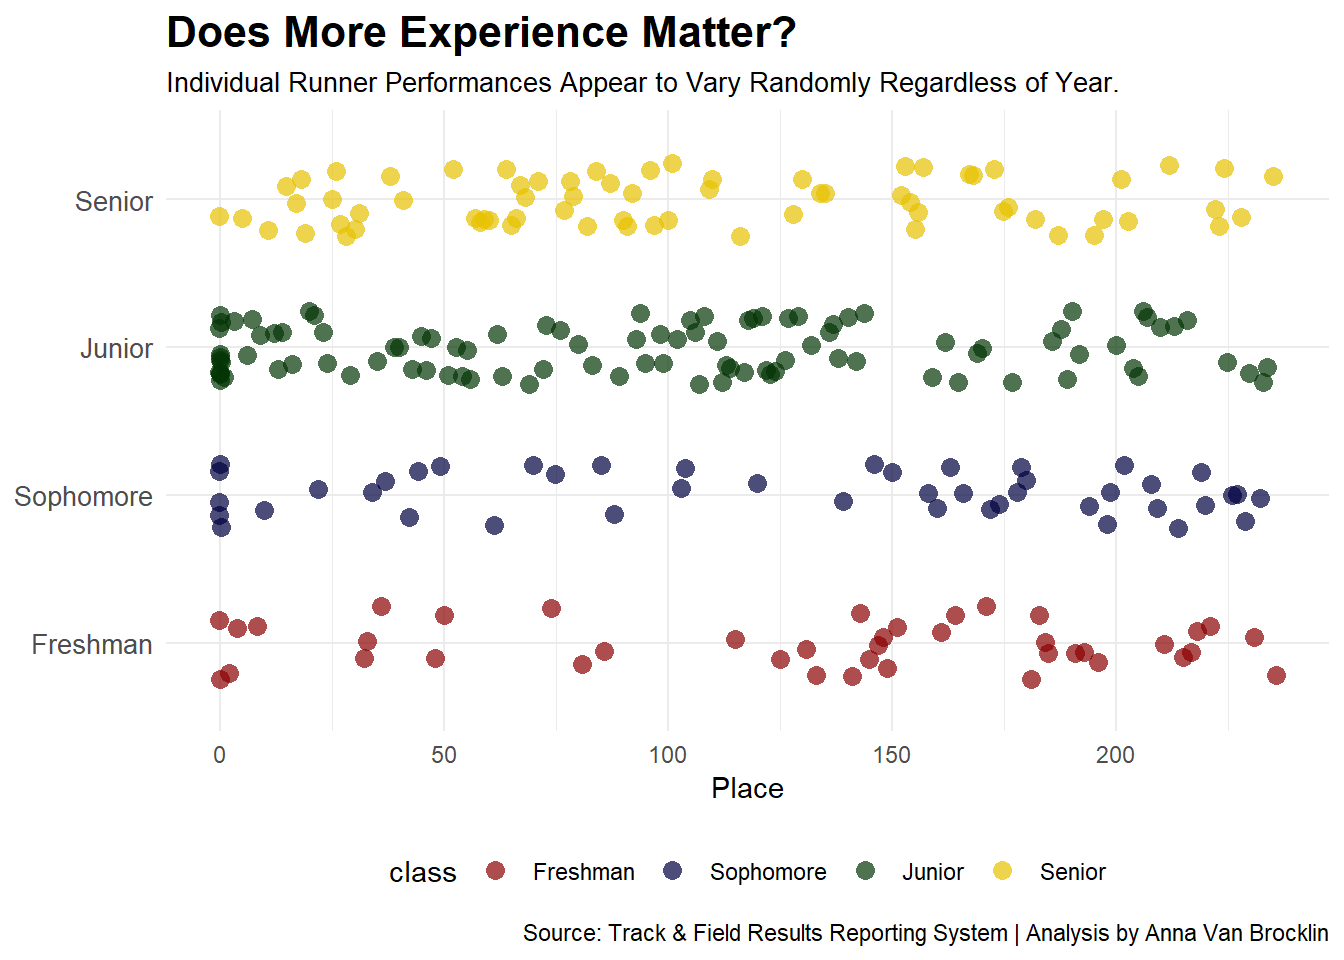 Does More Experience Matter?
Individual Runner Performances Appear to Vary Randomly Regardless of Year.
Senior
Junior
Sophomore
Freshman
0 50 100 150 200
Place
class Freshman Sophomore Junior Senior
Source: Track & Field Results Reporting System | Analysis by Anna Van Brocklin